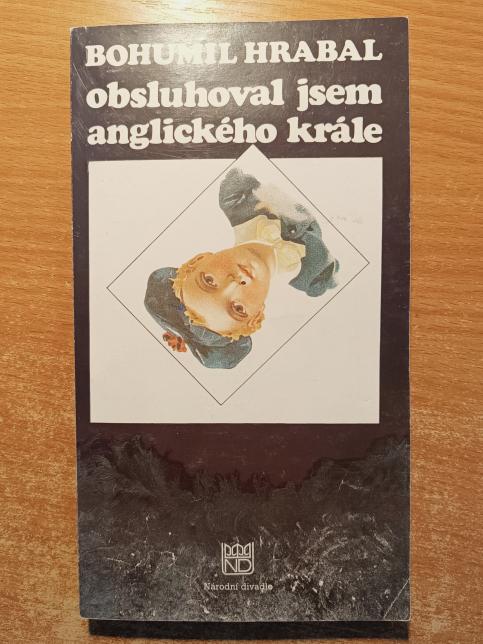 BOHUMIL HRABAL
obsluhoval jsem
anglického krále
ND
Národní divadlo